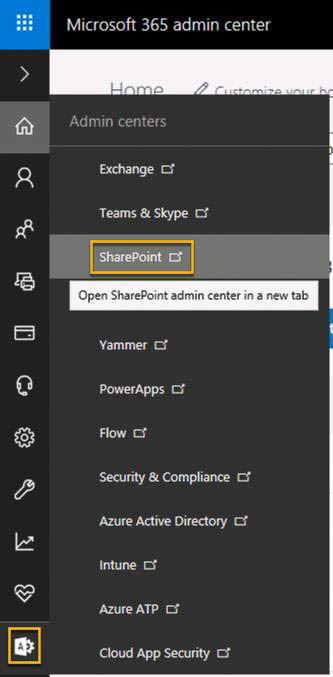 Microsoft 365 admin center
Home Customize your ho
Admin centers
Exchange
Teams & Skype
SharePoint
Open SharePoint admin center in a new tab
Yammer
PowerApps
Flow
Security & Compliance
Azure Active Directory
Intune
Azure ATP
Cloud App Security